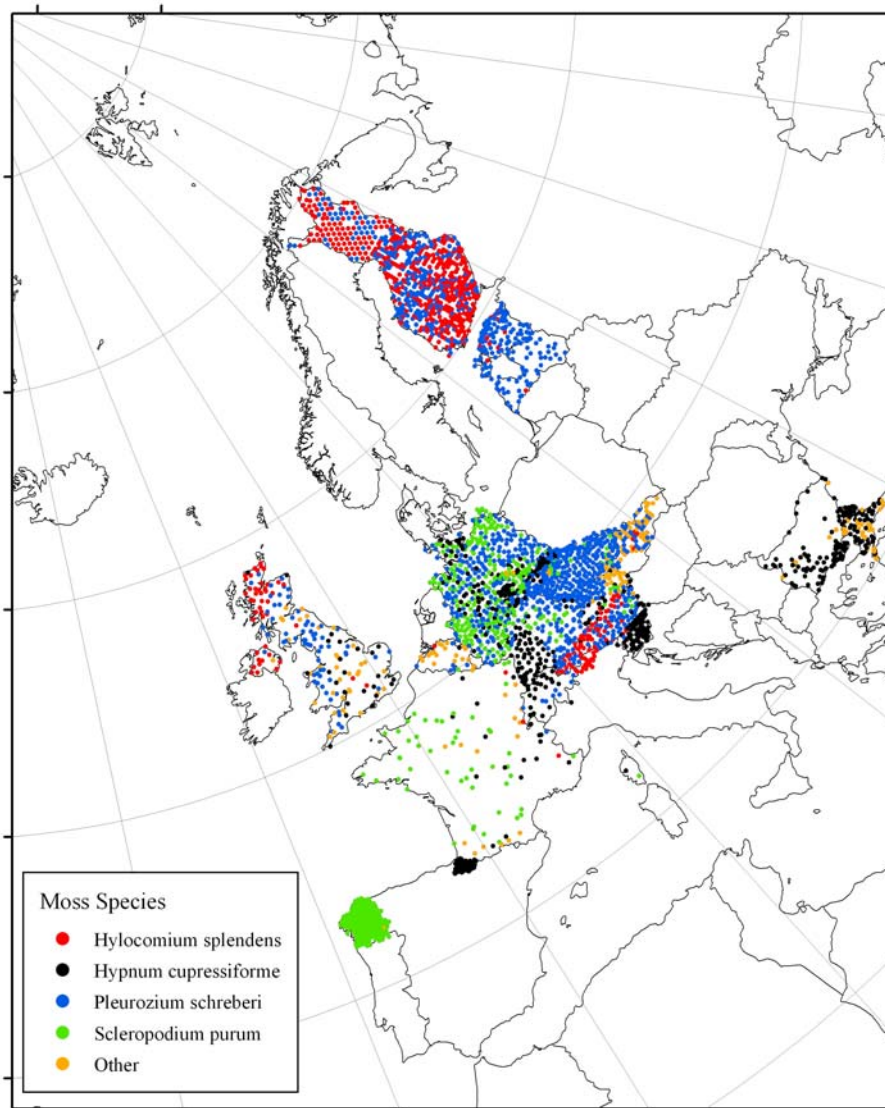 Moss Species
Hylocomium splendens
Hypnum cupressiforme
Pleurozium schreberi
Scleropodium purum
Other